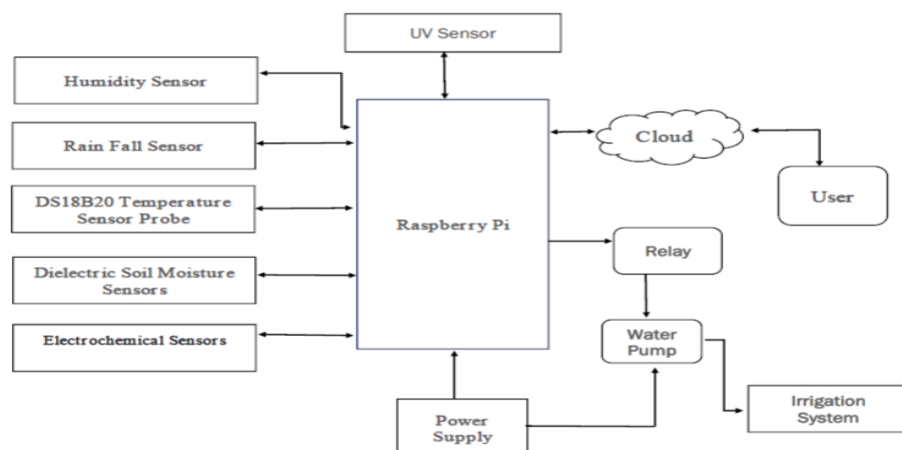 UV Sensor
Humidity Sensor
Rain Fall Sensor
DS18B20 Temperature
Sensor Probe
Dielectric Soil Moisture
Sensors
Electrochemical Sensors
Raspberry Pi
Cloud
User
Relay
Water
Pump
Irrigation
System
Power
Supply